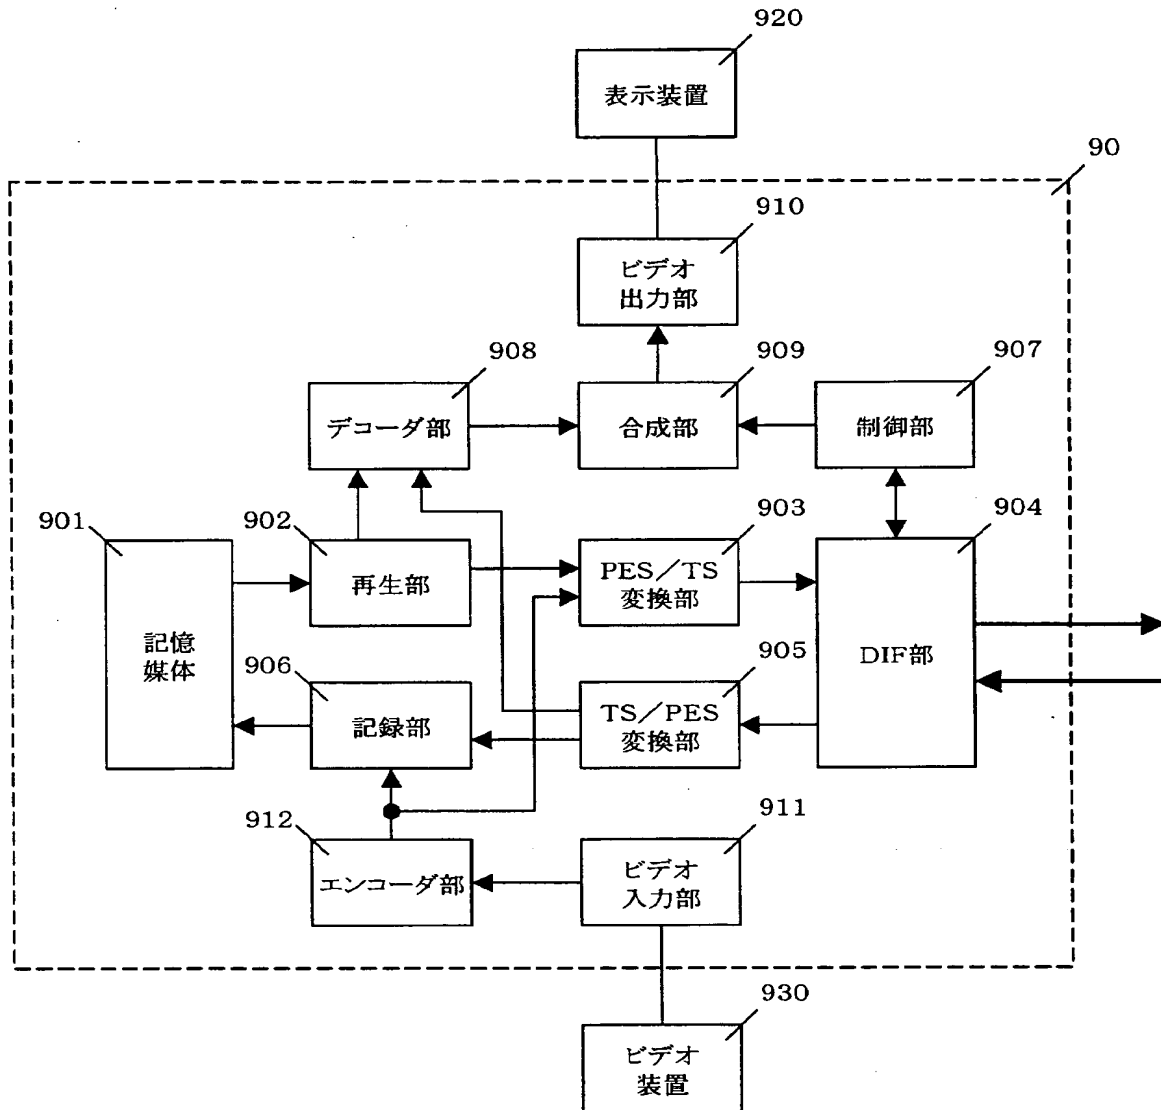 920
表示装置
90
910
ビデオ
出力部
908
909
907
デコーダ部
合成部
制御部
901
902
903
904
記憶
媒体
再生部
PES／TS
変換部
DIF部
906
905
記録部
TS／PES
変換部
912
911
エンコーダ部
ビデオ
入力部
930
ビデオ
装置